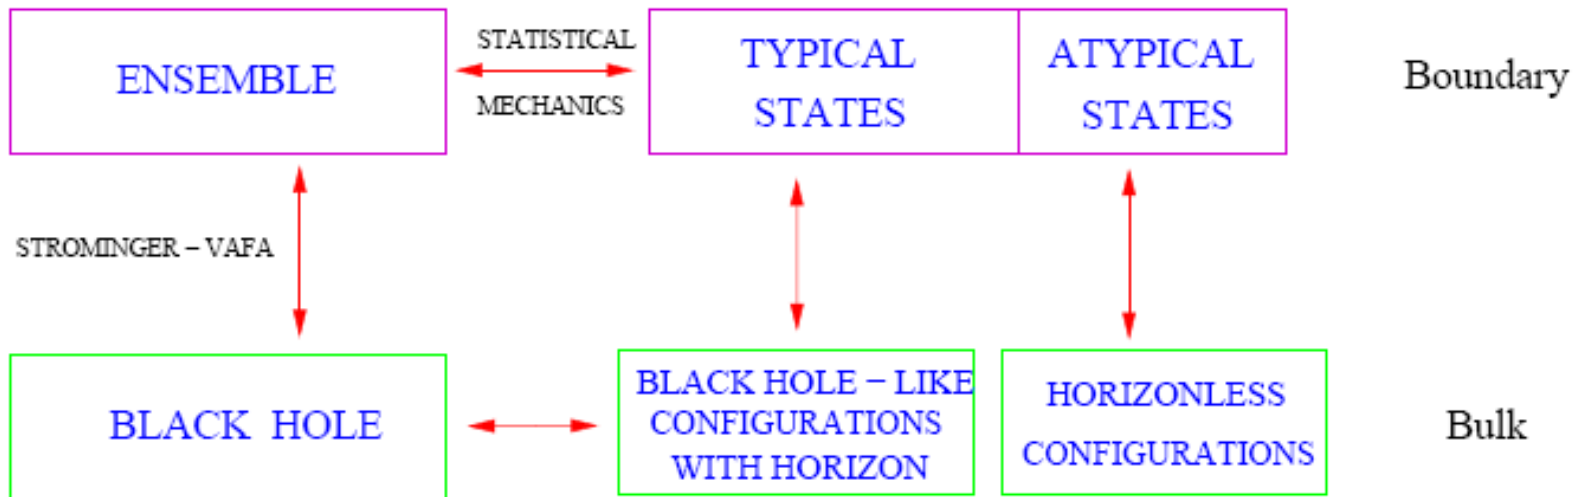 ENSEMBLE
STATISTICAL
MECHANICS
TYPICAL
STATES
ATYPICAL
STATES
Boundary
STROMINGER – VAFA
BLACK HOLE
BLACK HOLE – LIKE
CONFIGURATIONS
WITH HORIZON
HORIZONLESS
CONFIGURATIONS
Bulk